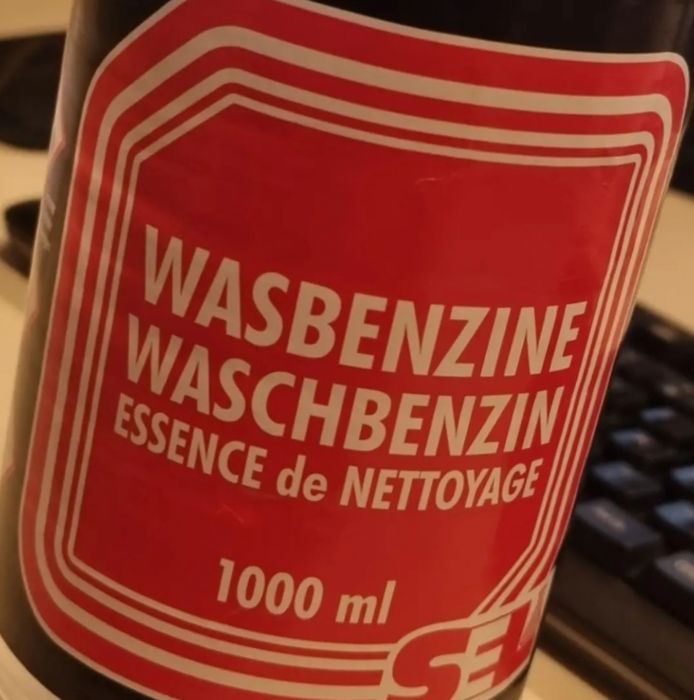 WASBENZINE
WASCHBENZIN
ESSENCE de NETTOYAGE
1000 ml